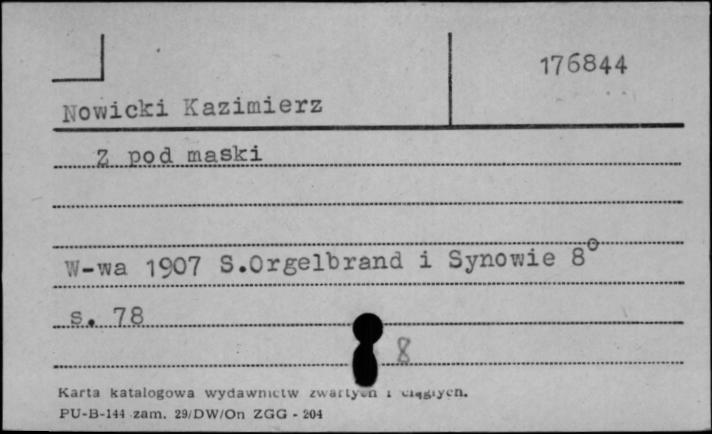 176844
Nowicki Kazimierz
Z pod maski
W-wa 1907 S.Orgelbrand i Synowie 8°
s. 78
8
Karta katalogowa wydawnictw zwartych i ciągłych.
PU-B-144 zam. 29/DW/On ZGG - 204